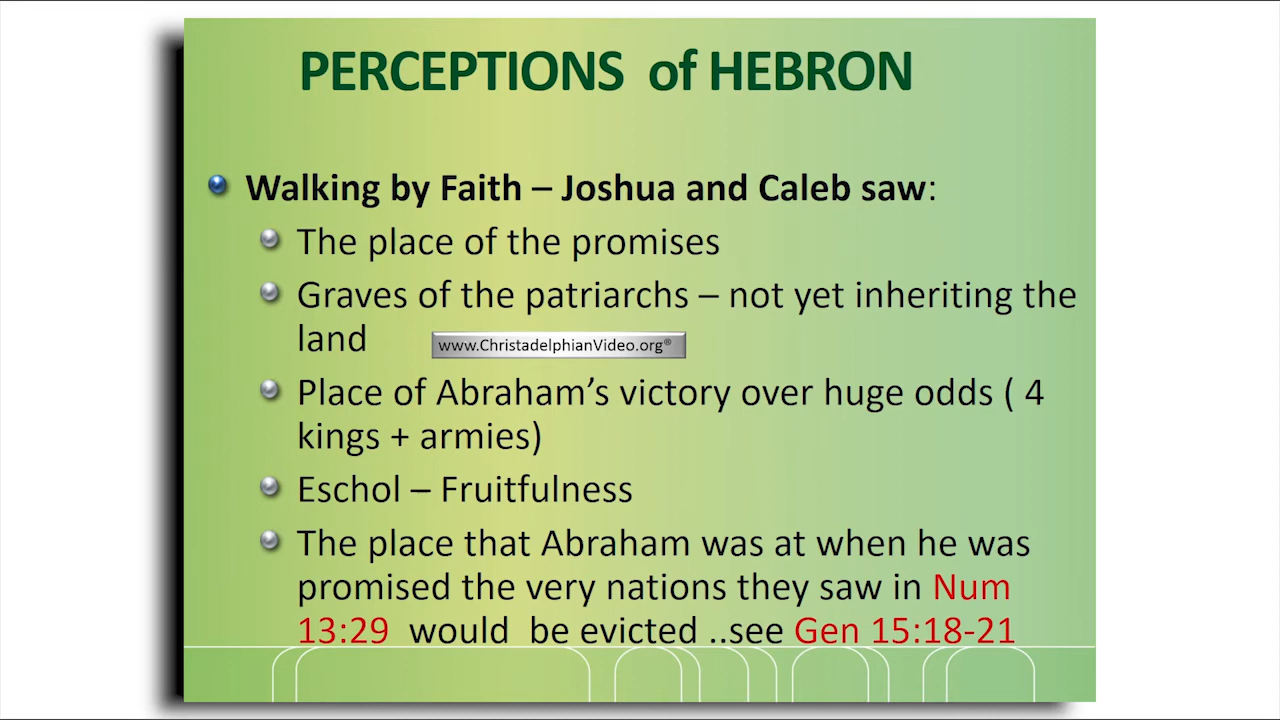 PERCEPTIONS of HEBRON
Walking by Faith – Joshua and Caleb saw:
The place of the promises
Graves of the patriarchs – not yet inheriting the
land
www.ChristadelphianVideo.org®
Place of Abraham’s victory over huge odds ( 4
kings + armies)
Eschol – Fruitfulness
The place that Abraham was at when he was
promised the very nations they saw in Num
13:29 would be evicted ..see Gen 15:18-21